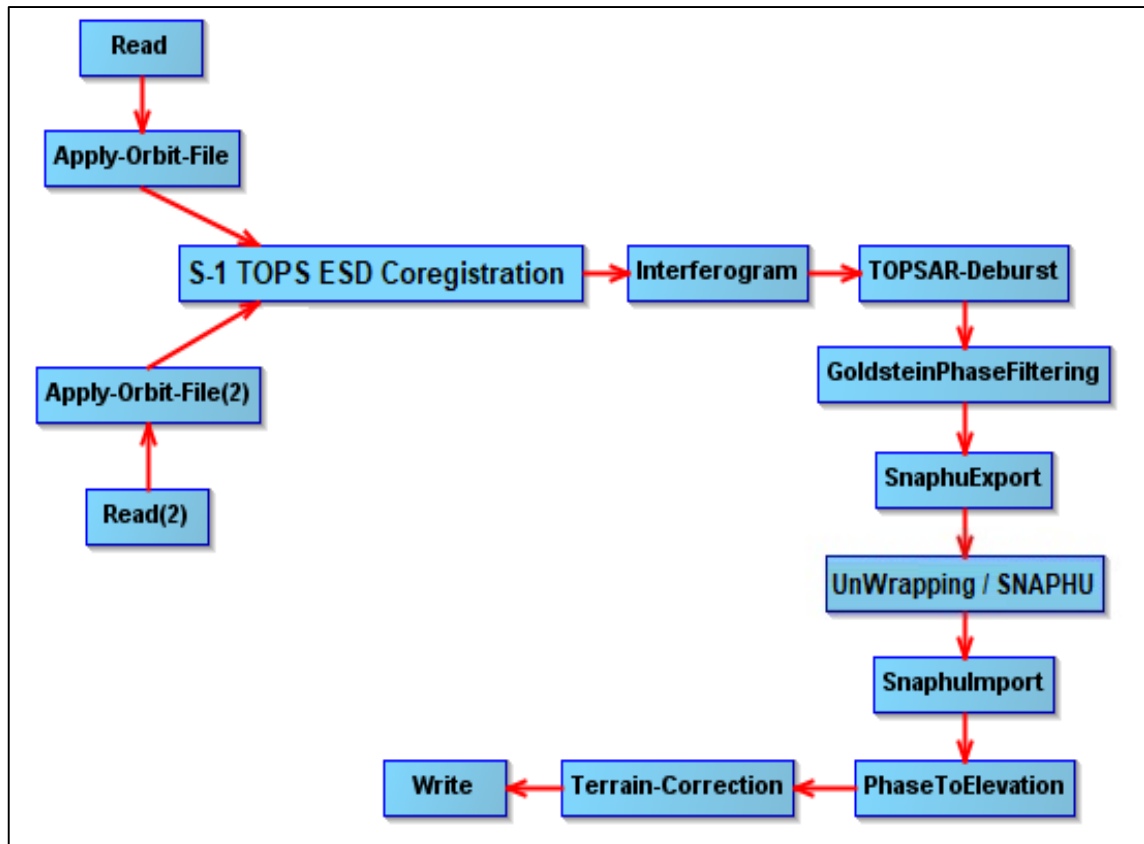 Read
Apply-Orbit-File
S-1 TOPS ESD Coregistration
Interferogram
TOPSAR-Deburst
GoldsteinPhaseFiltering
Apply-Orbit-File(2)
SnaphuExport
Read(2)
UnWrapping / SNAPHU
SnaphuImport
Write
Terrain-Correction
PhaseToElevation